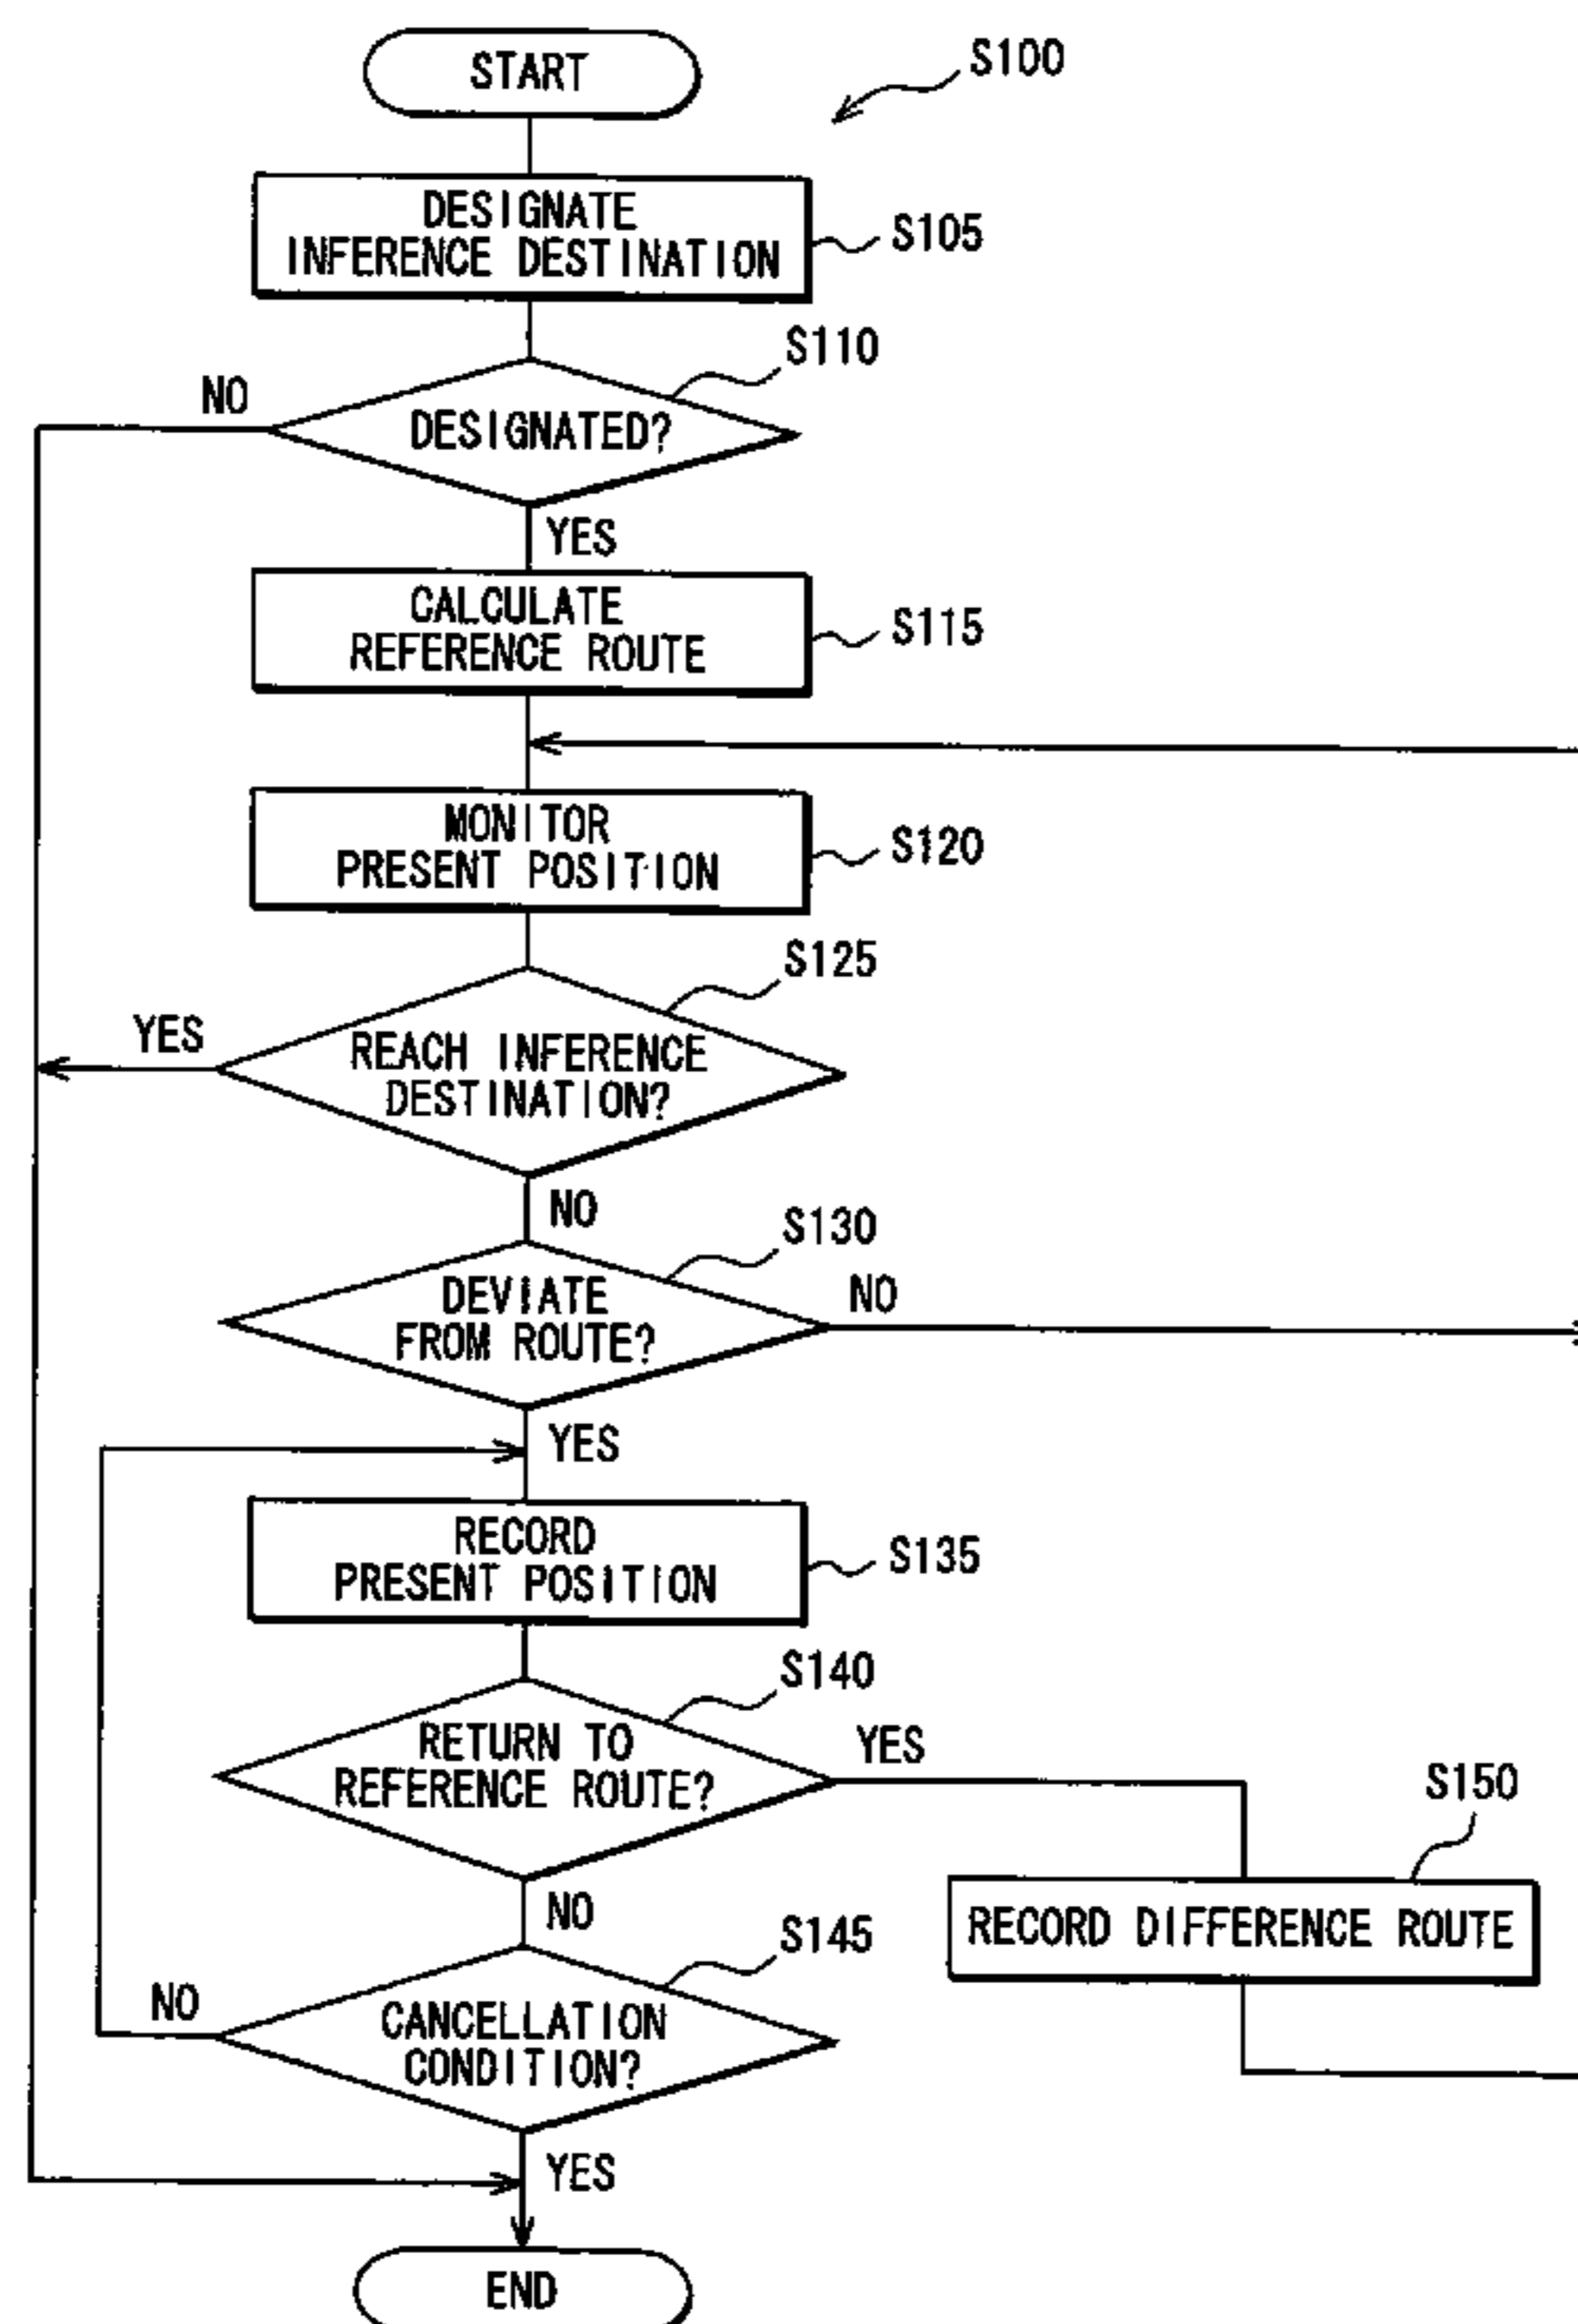 START
S100
DESIGNATE
INFERENCE DESTINATION
S105
S110
NO
DESIGNATED?
YES
CALCULATE
REFERENCE ROUTE
S115
MONITOR
PRESENT POSITION
S120
S125
YES
REACH INFERENCE
DESTINATION?
NO
S130
DEVIATE
FROM ROUTE?
NO
YES
RECORD
PRESENT POSITION
S135
S140
RETURN TO
REFERENCE ROUTE?
YES
S150
RECORD DIFFERENCE ROUTE
NO
S145
NO
CANCELLATION
CONDITION?
YES
END